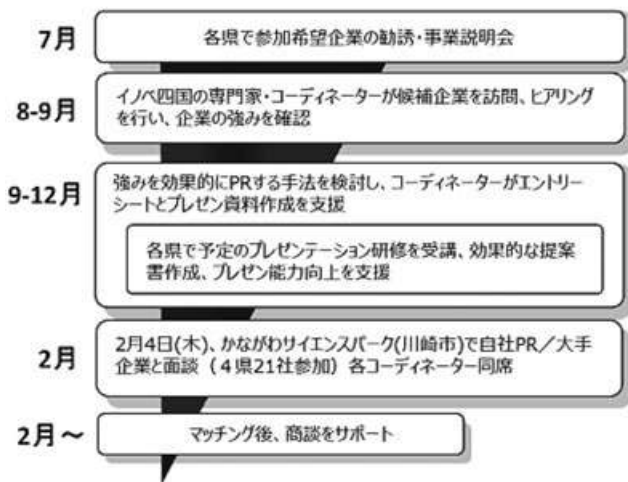 7月
各県で参加希望企業の勧誘・事業説明会
8-9月
イノベ四国の専門家・コーディネーターが候補企業を訪問、ヒアリング
を行い、企業の強みを確認
9-12月
強みを効果的にPRする手法を検討し、コーディネーターがエントリー
シートとプレゼン資料作成を支援
各県で予定のプレゼンテーション研修を受講、効果的な提案
書作成、プレゼン能力向上を支援
2月
2月4日(木)、かながわサイエンスパーク(川崎市)で自社PR／大手
企業と面談（４県21社参加）各コーディネーター同席
2月～
マッチング後、商談をサポート